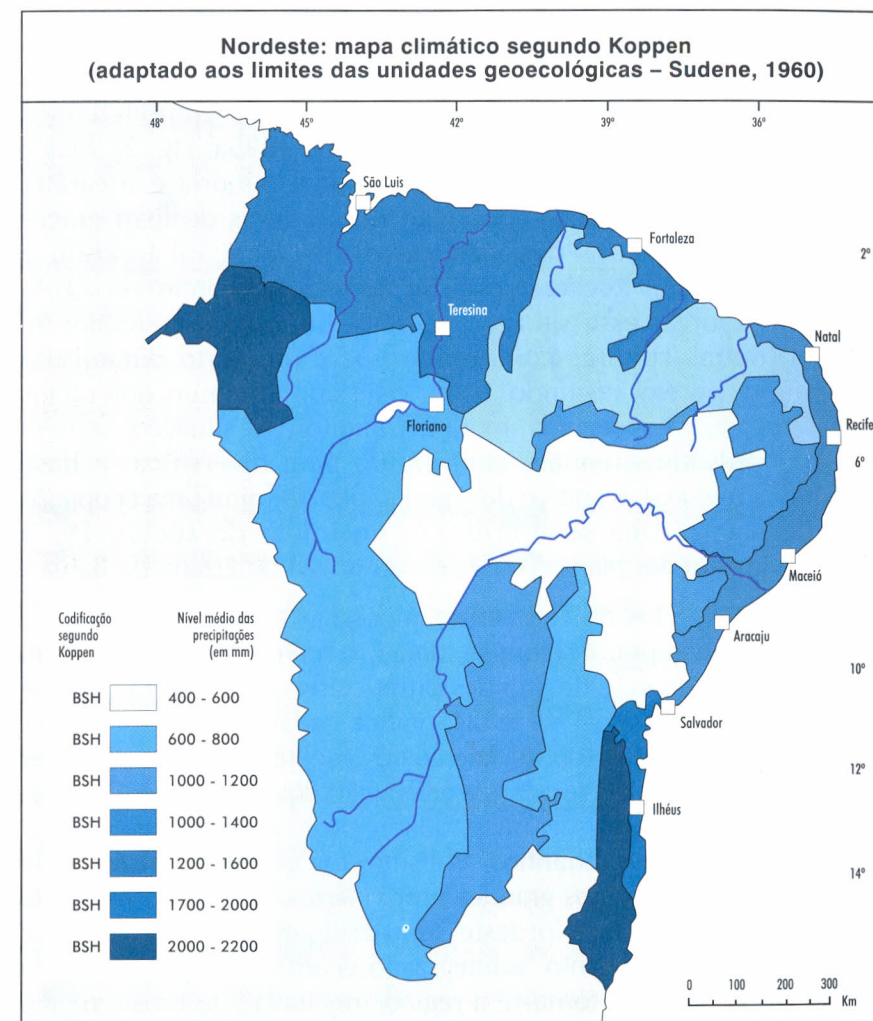 Nordeste: mapa climático segundo Koppen
(adaptado aos limites das unidades geoecológicas – Sudene, 1960)
48° 45° 42° 39° 36°
São Luis
Fortaleza
2°
Teresina
Natal
Floriano
Recife
6°
Maceió
Aracaju
10°
Salvador
12°
Ilhéus
14°
Codificação segundo Koppen
Nível médio das precipitações (em mm)
BSH 400 - 600
BSH 600 - 800
BSH 1000 - 1200
BSH 1000 - 1400
BSH 1200 - 1600
BSH 1700 - 2000
BSH 2000 - 2200
0 100 200 300
Km